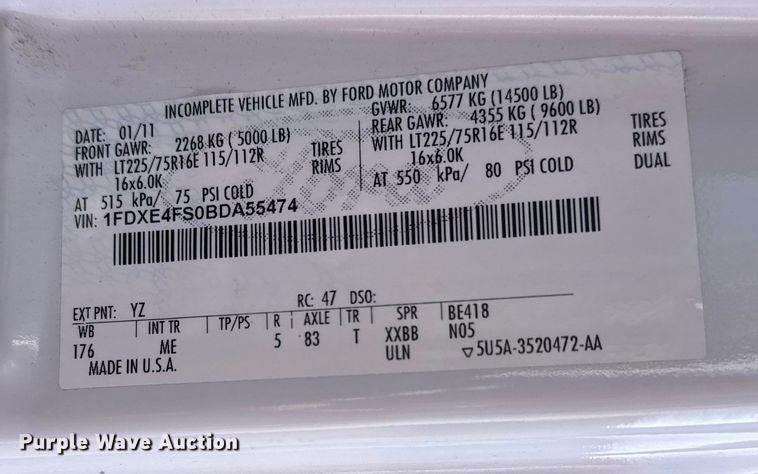 INCOMPLETE VEHICLE MFD. BY FORD MOTOR COMPANY
DATE: 01/11
GVWR: 6577 KG (14500 LB)
FRONT GAWR: 2268 KG ( 5000 LB)
REAR GAWR: 4355 KG ( 9600 LB)
WITH LT225/75R16E 115/112R TIRES
WITH LT225/75R16E 115/112R TIRES
16x6.0K RIMS
16x6.0K RIMS
AT 515 kPa/ 75 PSI COLD
AT 550 kPa/ 80 PSI COLD DUAL
VIN: 1FDXE4FS0BDA55474
EXT PNT: YZ RC: 47 DSO:
WB INT TR TP/PS R AXLE TR SPR BE418
176 ME 5 83 T XXBB N05
MADE IN U.S.A. ULN 5U5A-3520472-AA
Purple Wave Auction